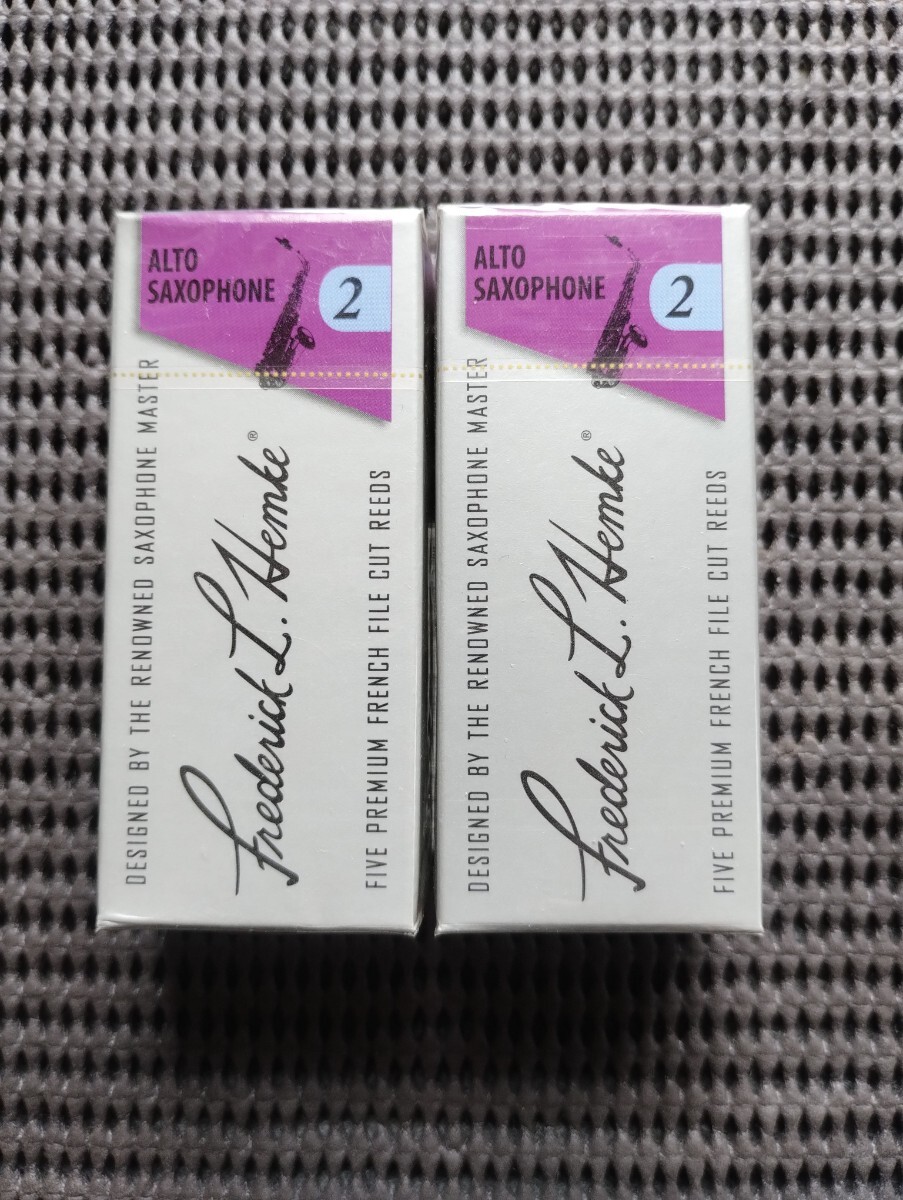 ALTO
SAXOPHONE
2
DESIGNED BY THE RENOWNED SAXOPHONE MASTER
Frederick L. Hemke®
FIVE PREMIUM FRENCH FILE CUT REEDS
ALTO
SAXOPHONE
2
DESIGNED BY THE RENOWNED SAXOPHONE MASTER
Frederick L. Hemke®
FIVE PREMIUM FRENCH FILE CUT REEDS